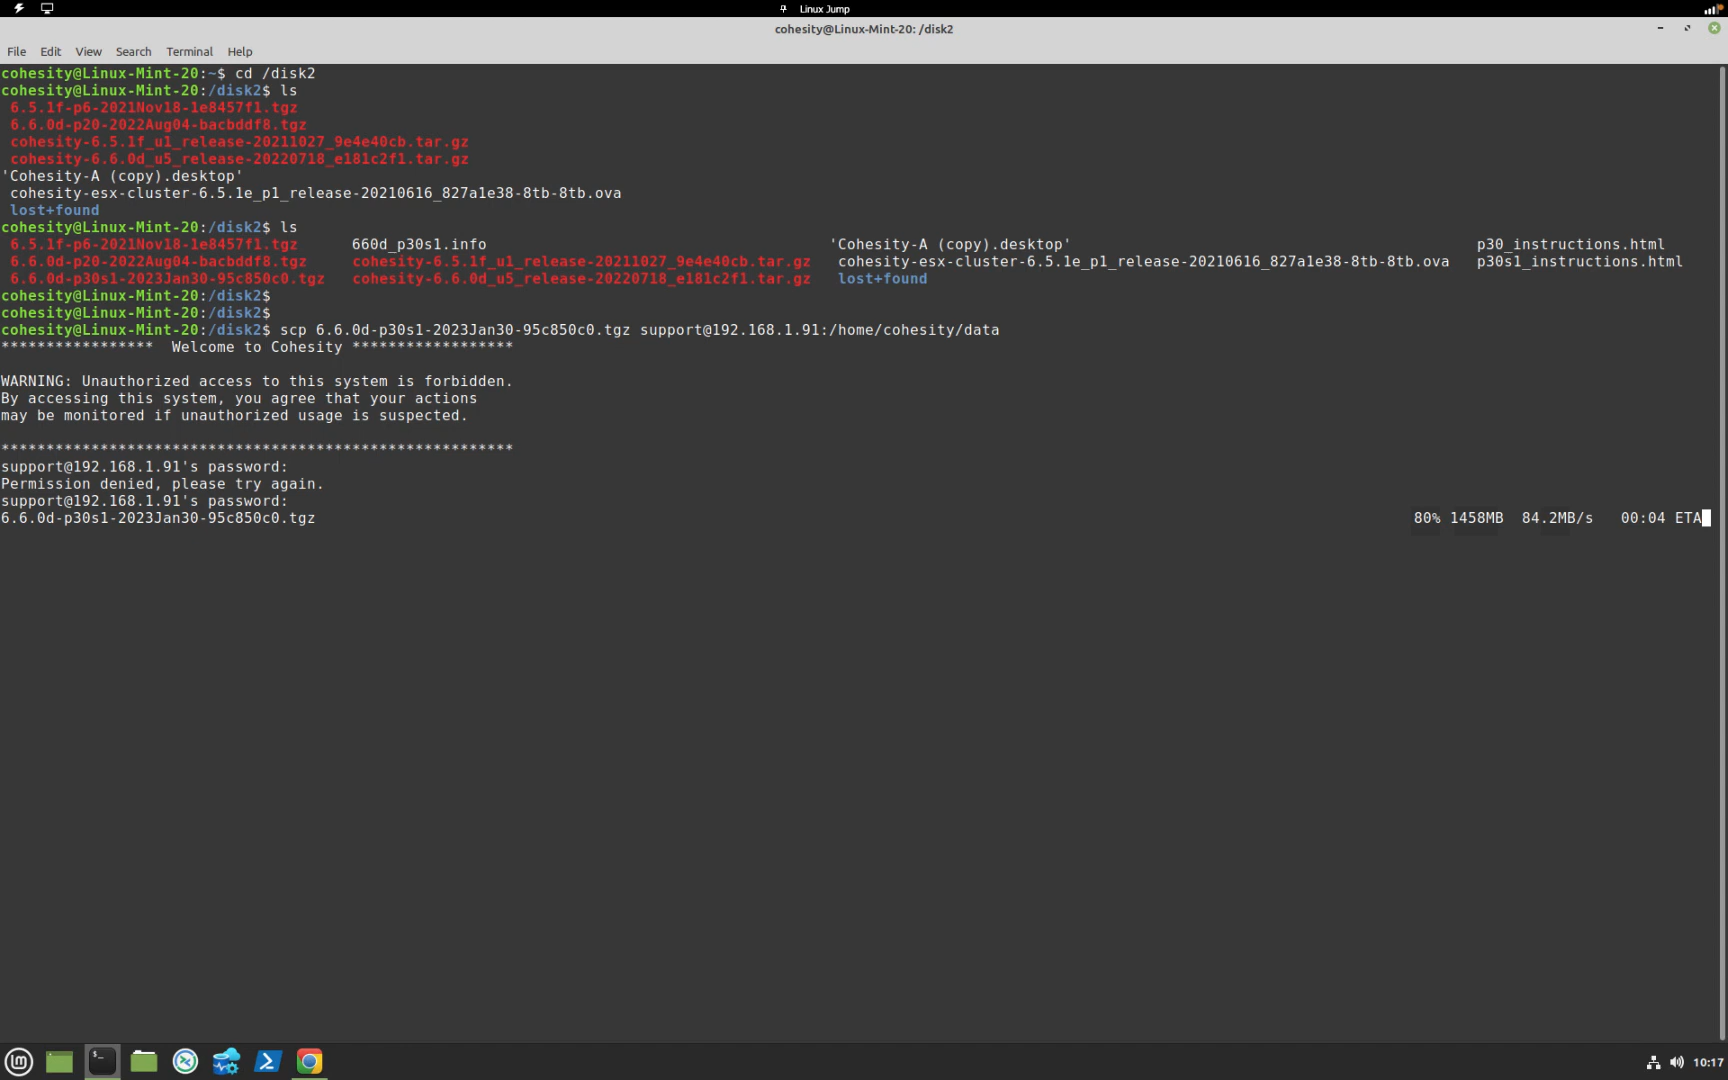 Linux Jump
cohesity@Linux-Mint-20: /disk2
File Edit View Search Terminal Help
cohesity@Linux-Mint-20:~$ cd /disk2
cohesity@Linux-Mint-20:/disk2$ ls
6.5.1f-p6-2021Nov18-1e8457f1.tgz
6.6.0d-p20-2022Aug04-bacbddf8.tgz
cohesity-6.5.1f_u1_release-20211027_9e4e40cb.tar.gz
cohesity-6.6.0d_u5_release-20220718_e181c2f1.tar.gz
'Cohesity-A (copy).desktop'
cohesity-esx-cluster-6.5.1e_p1_release-20210616_827a1e38-8tb-8tb.ova
lost+found
cohesity@Linux-Mint-20:/disk2$ ls
6.5.1f-p6-2021Nov18-1e8457f1.tgz 660d_p30s1.info 'Cohesity-A (copy).desktop' p30_instructions.html
6.6.0d-p20-2022Aug04-bacbddf8.tgz cohesity-6.5.1f_u1_release-20211027_9e4e40cb.tar.gz cohesity-esx-cluster-6.5.1e_p1_release-20210616_827a1e38-8tb-8tb.ova p30s1_instructions.html
6.6.0d-p30s1-2023Jan30-95c850c0.tgz cohesity-6.6.0d_u5_release-20220718_e181c2f1.tar.gz lost+found
cohesity@Linux-Mint-20:/disk2$
cohesity@Linux-Mint-20:/disk2$
cohesity@Linux-Mint-20:/disk2$ scp 6.6.0d-p30s1-2023Jan30-95c850c0.tgz support@192.168.1.91:/home/cohesity/data
***************** Welcome to Cohesity ******************
WARNING: Unauthorized access to this system is forbidden.
By accessing this system, you agree that your actions
may be monitored if unauthorized usage is suspected.
*********************************************************
support@192.168.1.91's password:
Permission denied, please try again.
support@192.168.1.91's password:
6.6.0d-p30s1-2023Jan30-95c850c0.tgz 80% 1458MB 84.2MB/s 00:04 ETA
10:17